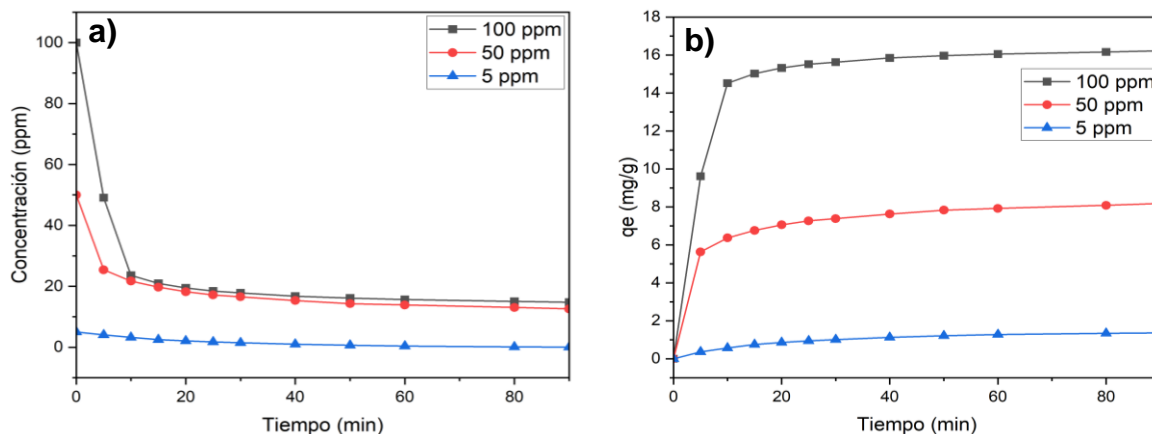 a)
100 ppm
50 ppm
5 ppm
Concentración (ppm)
100
80
60
40
20
0
0
20
40
60
80
Tiempo (min)
b)
100 ppm
50 ppm
5 ppm
qe (mg/g)
18
16
14
12
10
8
6
4
2
0
0
20
40
60
80
Tiempo (min)